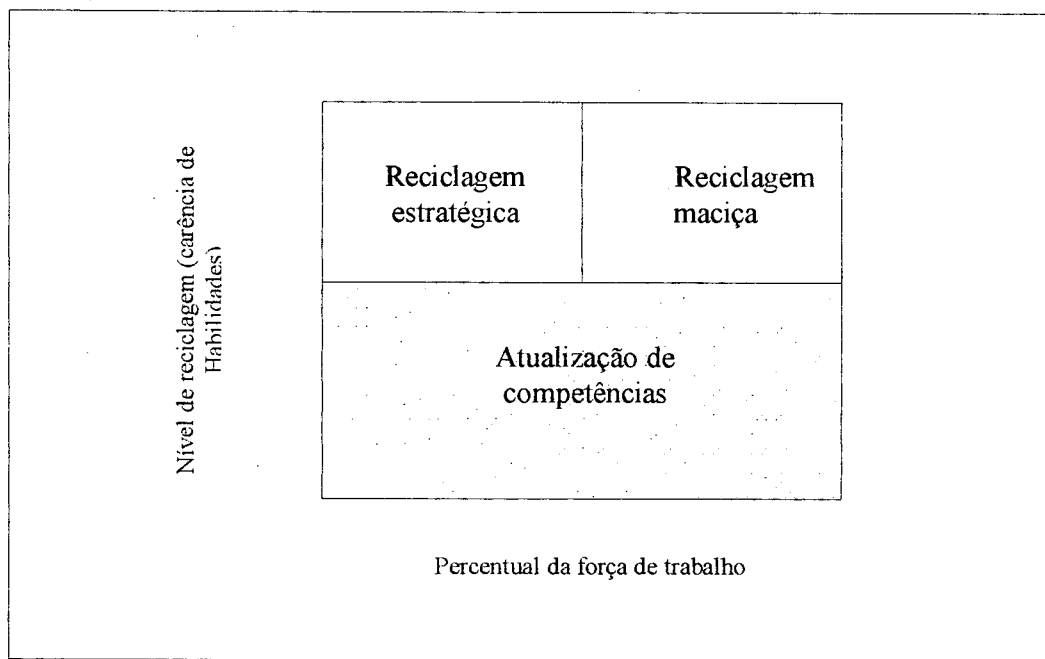 Nível de reciclagem (carência de
Habilidades)
Reciclagem
estratégica
Reciclagem
maciça
Atualização de
competências
Percentual da força de trabalho